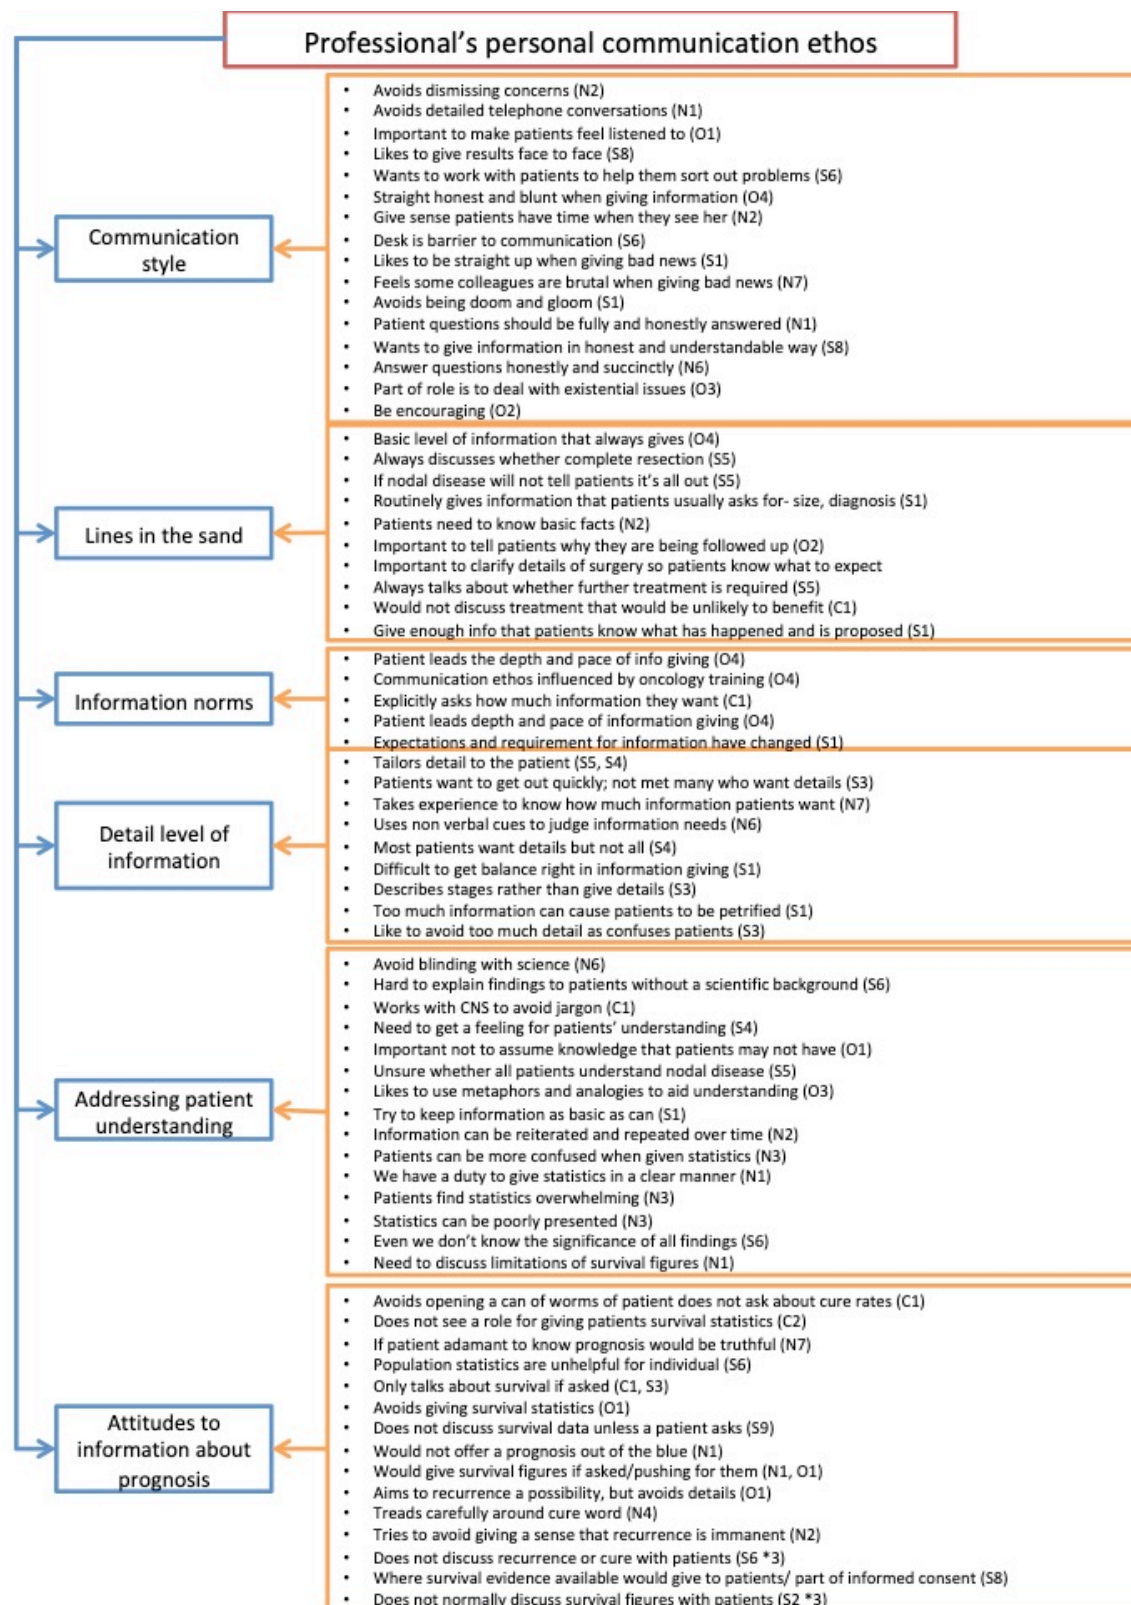 Professional's personal communication ethos
Communication
style
• Avoids dismissing concerns (N2)
• Avoids detailed telephone conversations (N1)
• Important to make patients feel listened to (O1)
• Likes to give results face to face (S8)
• Wants to work with patients to help them sort out problems (S6)
• Straight honest and blunt when giving information (O4)
• Give sense patients have time when they see her (N2)
• Desk is barrier to communication (S6)
• Likes to be straight up when giving bad news (S1)
• Feels some colleagues are brutal when giving bad news (N7)
• Avoids being doom and gloom (S1)
• Patient questions should be fully and honestly answered (N1)
• Wants to give information in honest and understandable way (S8)
• Answer questions honestly and succinctly (N6)
• Part of role is to deal with existential issues (O3)
• Be encouraging (O2)
Lines in the sand
• Basic level of information that always gives (O4)
• Always discusses whether complete resection (S5)
• If nodal disease will not tell patients it's all out (S5)
• Routinely gives information that patients usually asks for- size, diagnosis (S1)
• Patients need to know basic facts (N2)
• Important to tell patients why they are being followed up (O2)
• Important to clarify details of surgery so patients know what to expect
• Always talks about whether further treatment is required (S5)
• Would not discuss treatment that would be unlikely to benefit (C1)
• Give enough info that patients know what has happened and is proposed (S1)
Information norms
• Patient leads the depth and pace of info giving (O4)
• Communication ethos influenced by oncology training (O4)
• Explicitly asks how much information they want (C1)
• Patient leads depth and pace of information giving (O4)
• Expectations and requirement for information have changed (S1)
Detail level of
information
• Tailors detail to the patient (S5, S4)
• Patients want to get out quickly; not met many who want details (S3)
• Takes experience to know how much information patients want (N7)
• Uses non verbal cues to judge information needs (N6)
• Most patients want details but not all (S4)
• Difficult to get balance right in information giving (S1)
• Describes stages rather than give details (S3)
• Too much information can cause patients to be petrified (S1)
• Like to avoid too much detail as confuses patients (S3)
Addressing patient
understanding
• Avoid blinding with science (N6)
• Hard to explain findings to patients without a scientific background (S6)
• Works with CNS to avoid jargon (C1)
• Need to get a feeling for patients' understanding (S4)
• Important not to assume knowledge that patients may not have (O1)
• Unsure whether all patients understand nodal disease (S5)
• Likes to use metaphors and analogies to aid understanding (O3)
• Try to keep information as basic as can (S1)
• Information can be reiterated and repeated over time (N2)
• Patients can be more confused when given statistics (N3)
• We have a duty to give statistics in a clear manner (N1)
• Patients find statistics overwhelming (N3)
• Statistics can be poorly presented (N3)
• Even we don't know the significance of all findings (S6)
• Need to discuss limitations of survival figures (N1)
Attitudes to
information about
prognosis
• Avoids opening a can of worms of patient does not ask about cure rates (C1)
• Does not see a role for giving patients survival statistics (C2)
• If patient adamant to know prognosis would be truthful (N7)
• Population statistics are unhelpful for individual (S6)
• Only talks about survival if asked (C1, S3)
• Avoids giving survival statistics (O1)
• Does not discuss survival data unless a patient asks (S9)
• Would not offer a prognosis out of the blue (N1)
• Would give survival figures if asked/pushing for them (N1, O1)
• Aims to recurrence a possibility, but avoids details (O1)
• Treads carefully around cure word (N4)
• Tries to avoid giving a sense that recurrence is immanent (N2)
• Does not discuss recurrence or cure with patients (S6 *3)
• Where survival evidence available would give to patients/ part of informed consent (S8)
• Does not normally discuss survival figures with patients (S2 *3)